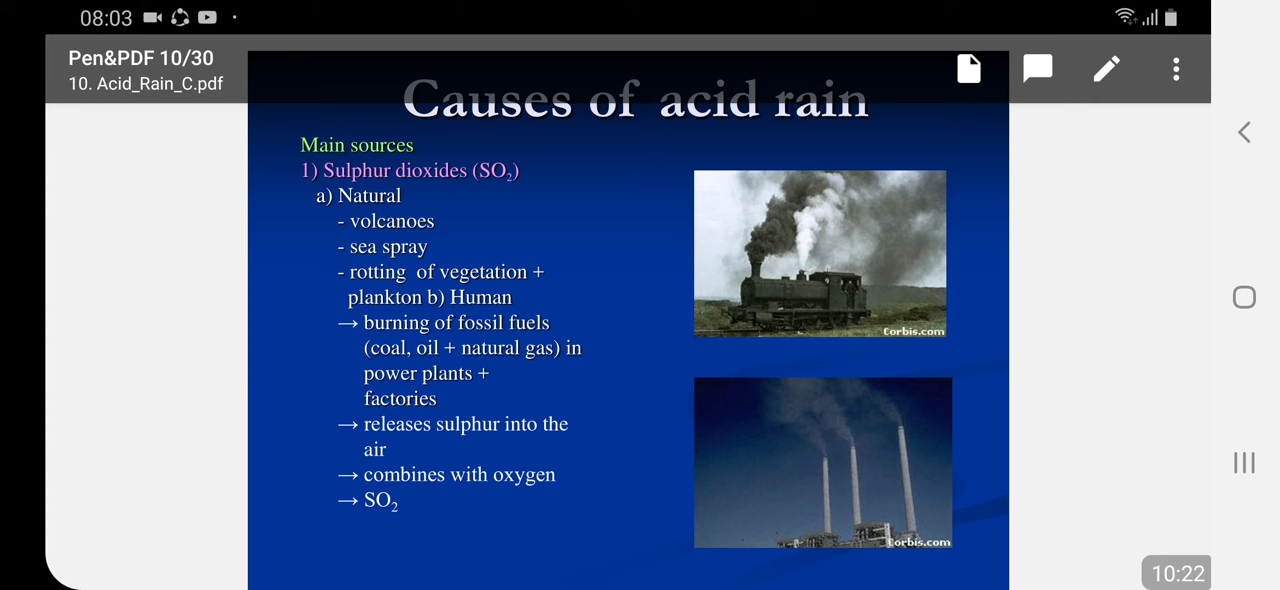 08:03
Pen&PDF 10/30
10. Acid_Rain_C.pdf
Causes of acid rain
Main sources
1) Sulphur dioxides (SO₂)
a) Natural
- volcanoes
- sea spray
- rotting of vegetation +
plankton b) Human
→ burning of fossil fuels
(coal, oil + natural gas) in
power plants +
factories
→ releases sulphur into the
air
→ combines with oxygen
→ SO₂
Corbis.com
Corbis.com
10:22